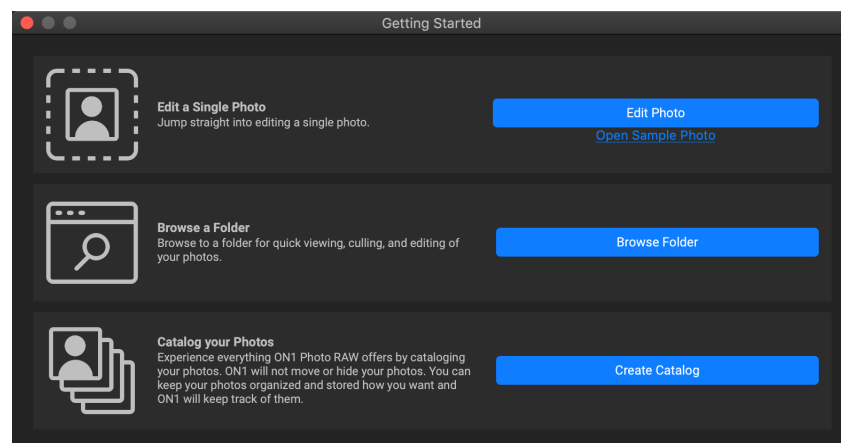 Getting Started
Edit a Single Photo
Jump straight into editing a single photo.
Edit Photo
Open Sample Photo
Browse a Folder
Browse to a folder for quick viewing, culling, and editing of
your photos.
Browse Folder
Catalog your Photos
Experience everything ON1 Photo RAW offers by cataloging
your photos. ON1 will not move or hide your photos. You can
keep your photos organized and stored how you want and
ON1 will keep track of them.
Create Catalog